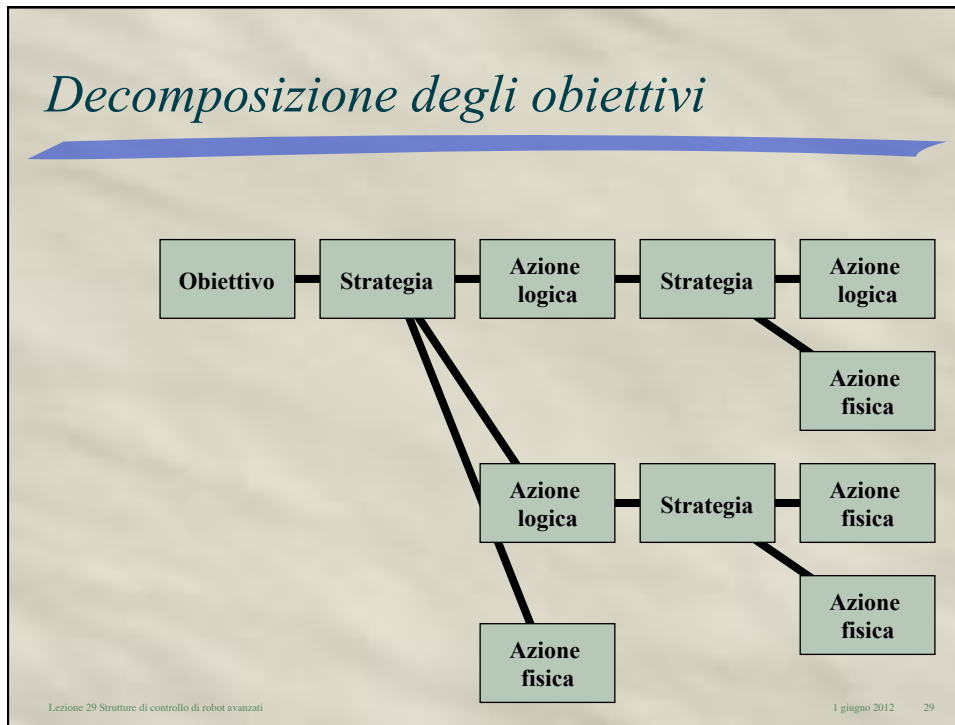 Decomposizione degli obiettivi
Obiettivo
Strategia
Azione
logica
Strategia
Azione
logica
Azione
fisica
Azione
logica
Strategia
Azione
fisica
Azione
fisica
Azione
fisica
Lezione 29 Strutture di controllo di robot avanzati
1 giugno 2012
29